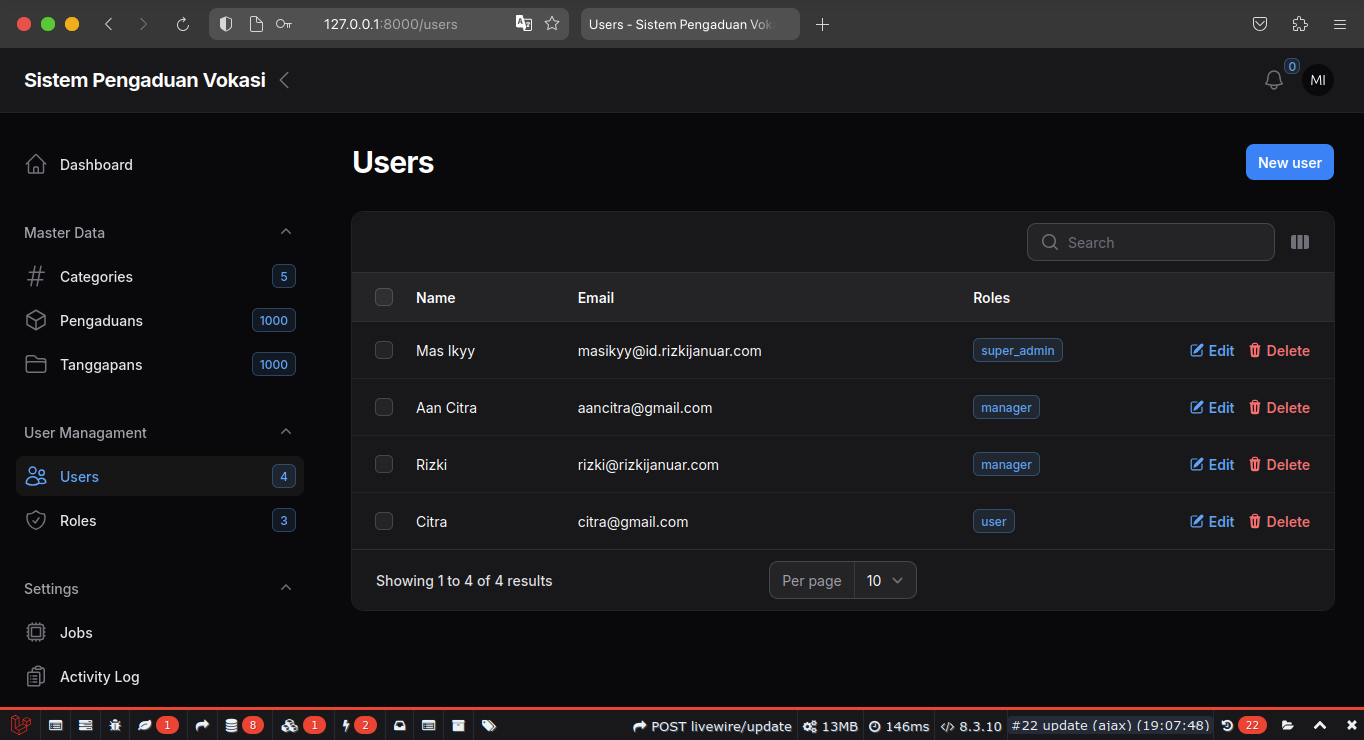 127.0.0.1:8000/users
Users - Sistem Pengaduan Vok
Sistem Pengaduan Vokasi
0
MI
Dashboard
Master Data
Categories 5
Pengaduans 1000
Tanggapans 1000
User Managament
Users 4
Roles 3
Settings
Jobs
Activity Log
Users
New user
Search
Name Email Roles
Mas Ikyy masikyy@id.rizkijanuar.com super_admin Edit Delete
Aan Citra aancitra@gmail.com manager Edit Delete
Rizki rizki@rizkijanuar.com manager Edit Delete
Citra citra@gmail.com user Edit Delete
Showing 1 to 4 of 4 results Per page 10
1 8 1 2 POST livewire/update 13MB 146ms 8.3.10 #22 update (ajax) (19:07:48) 22